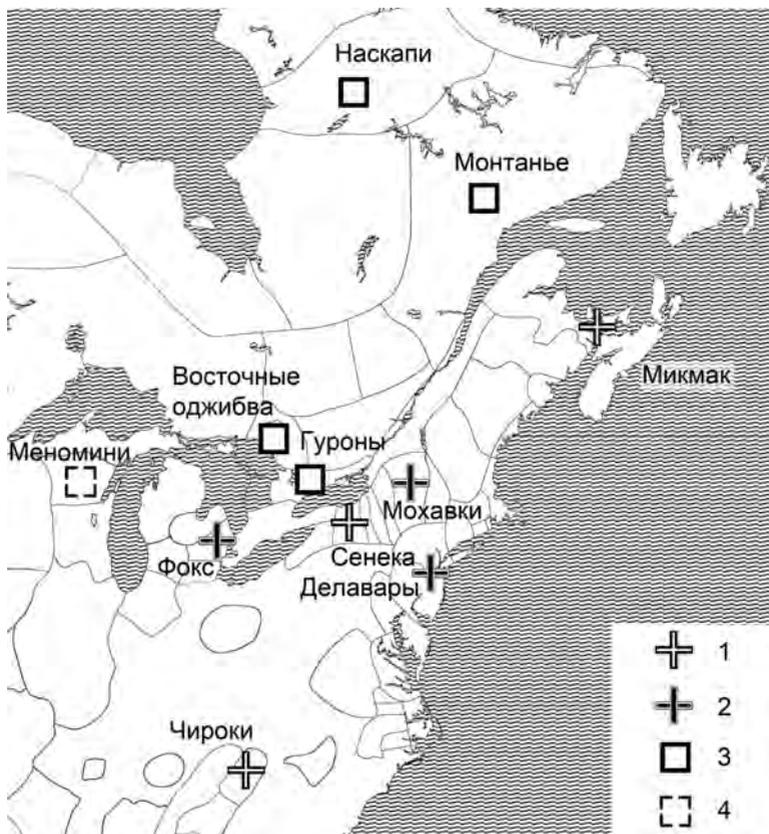 Наскапи
Монтанье
Микмак
Восточные
оджибва
Гуроны
Меномини
Мохавки
Фокс
Сенека
Делавары
Чироки
1
2
3
4